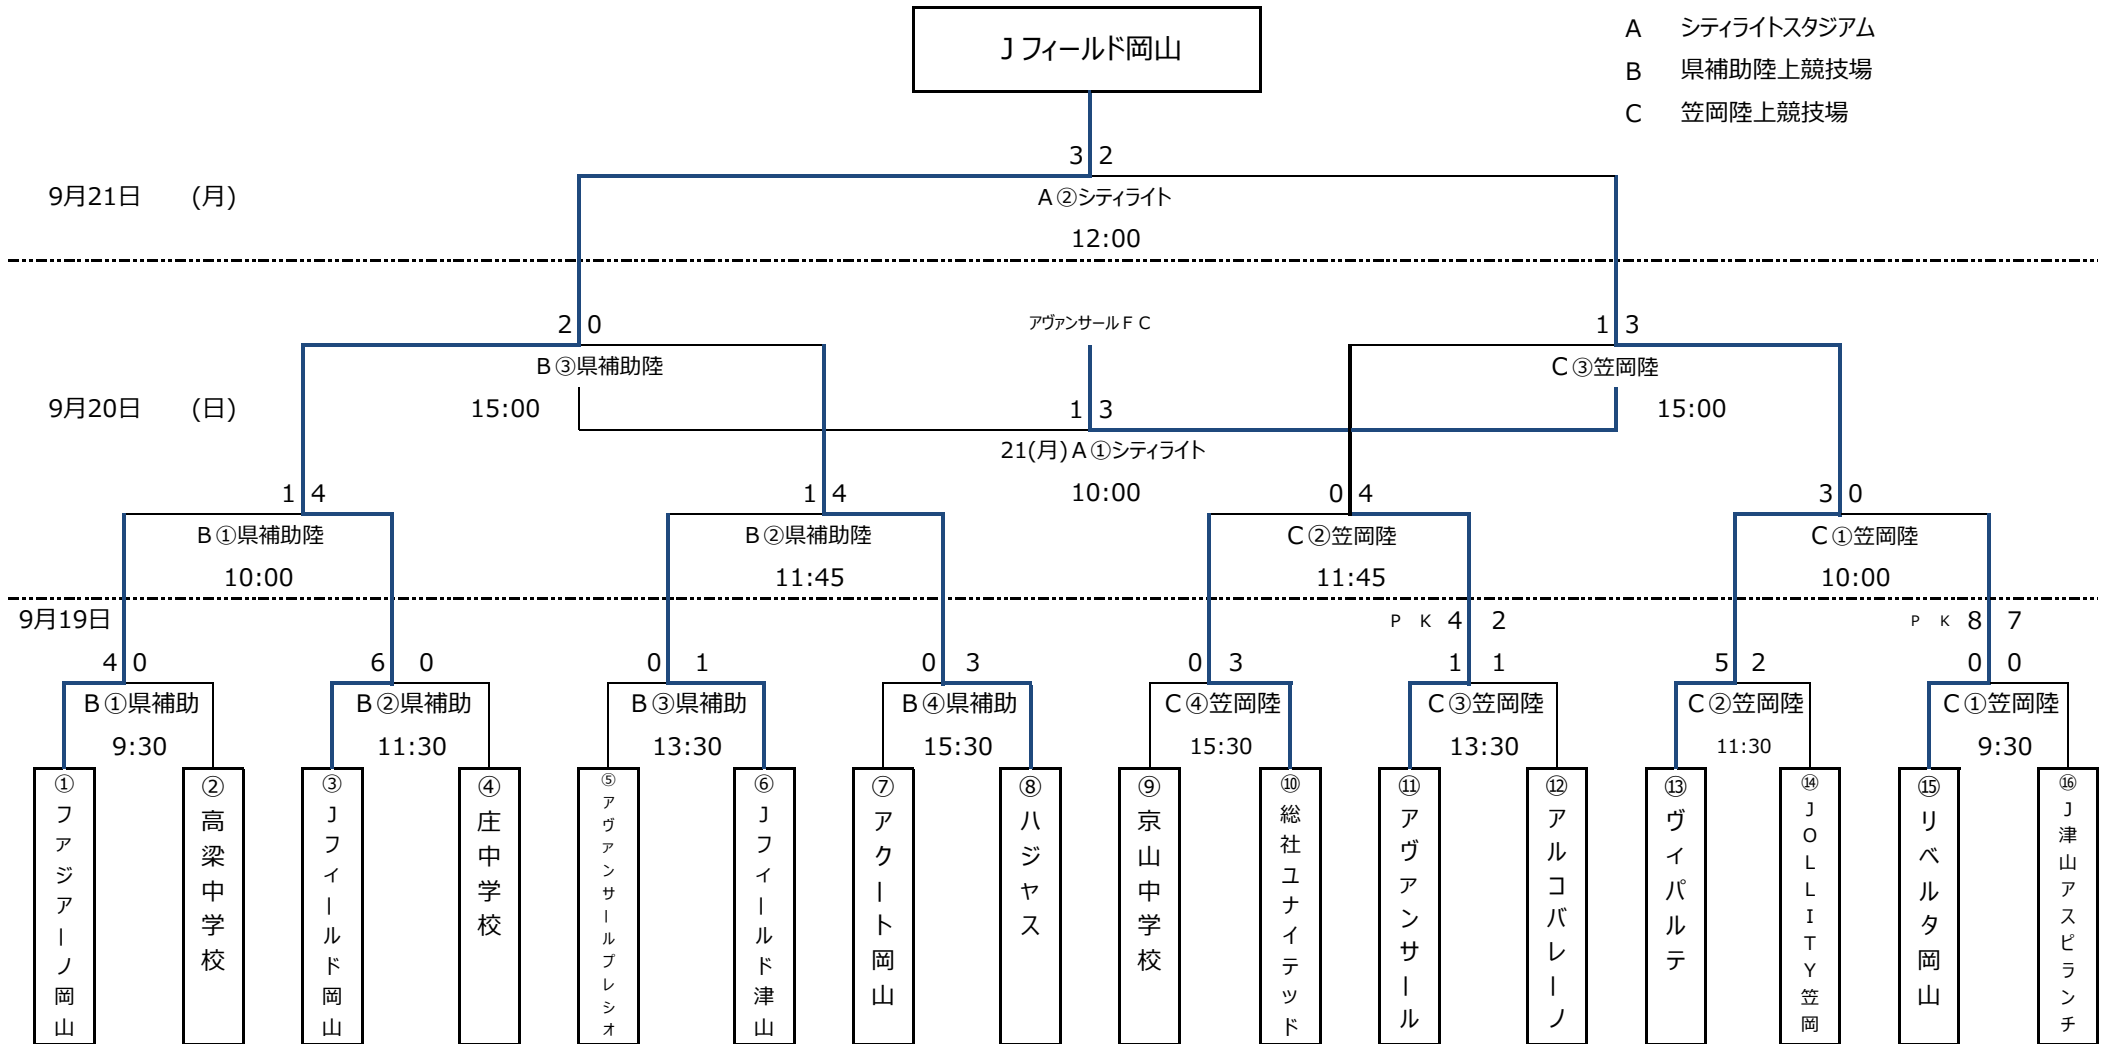 Jフィールド岡山
A シティライトスタジアム
B 県補助陸上競技場
C 笠岡陸上競技場
3 2
9月21日 (月)
A②シティライト
12:00
2 0
アヴァンサールFC
1 3
B③県補助陸
C③笠岡陸
9月20日 (日)
15:00
1 3
15:00
21(月)A①シティライト
10:00
1 4
1 4
0 4
3 0
B①県補助陸
B②県補助陸
C②笠岡陸
C①笠岡陸
10:00
11:45
11:45
10:00
9月19日
PK 4 2
PK 8 7
4 0
6 0
0 1
0 3
0 3
1 1
5 2
0 0
B①県補助
B②県補助
B③県補助
B④県補助
C④笠岡陸
C③笠岡陸
C②笠岡陸
C①笠岡陸
9:30
11:30
13:30
15:30
15:30
13:30
11:30
9:30
①ファジアーノ岡山
②高梁中学校
③Jフィールド岡山
④庄中学校
⑤アヴァンサールプレシオ
⑥Jフィールド津山
⑦アクート岡山
⑧ハジャス
⑨京山中学校
⑩総社ユナイテッド
⑪アヴァンサール
⑫アルコバレーノ
⑬ヴィパルテ
⑭JOLLITY笠岡
⑮リベルタ岡山
⑯J津山アスピランチ